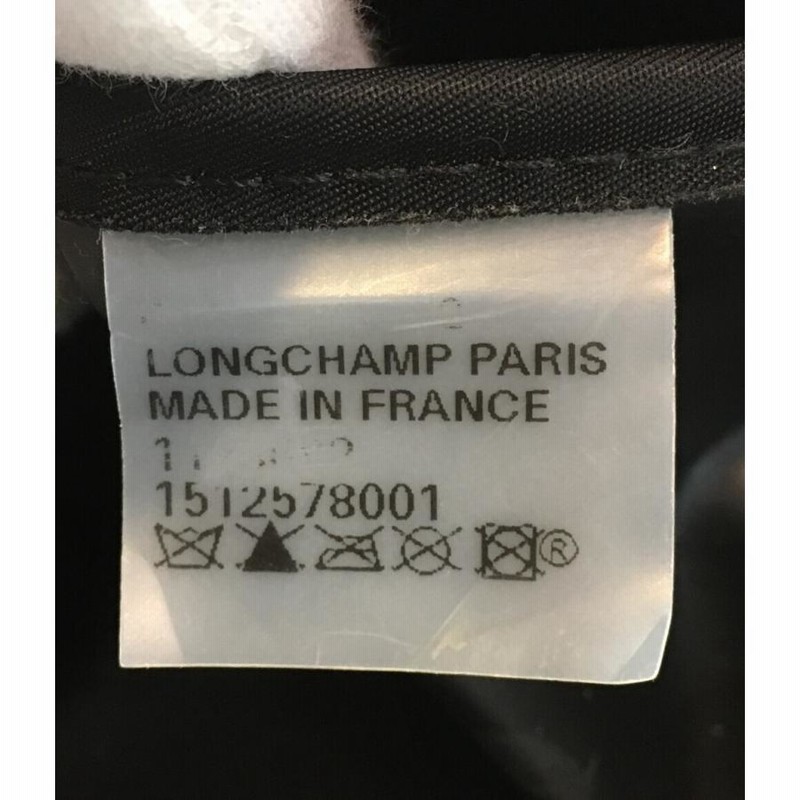 LONGCHAMP PARIS
MADE IN FRANCE
1512578001
®